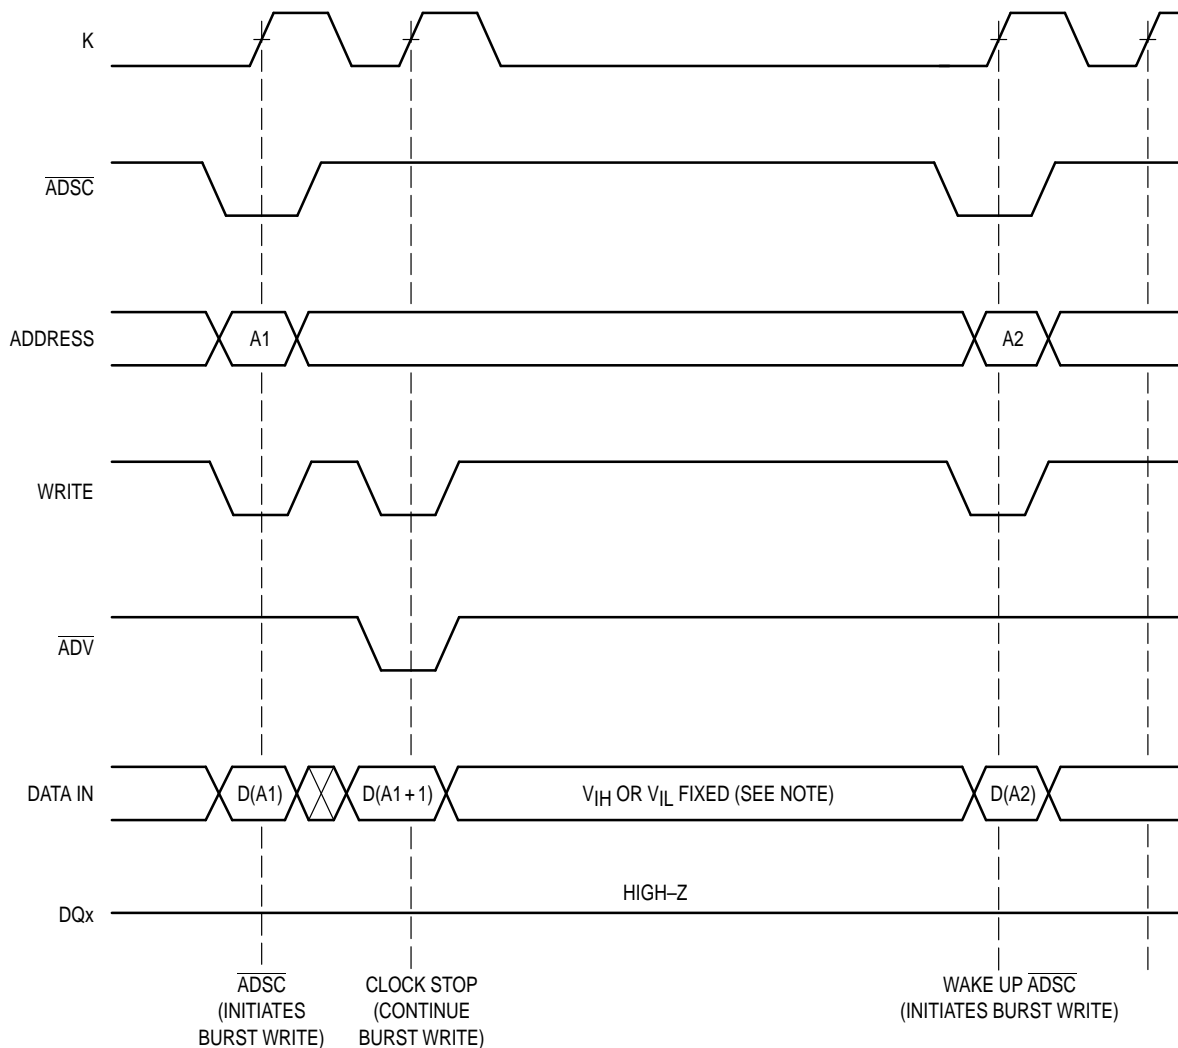 K
ADSC
ADDRESS
A1
A2
WRITE
ADV
DATA IN
D(A1)
D(A1 + 1)
VIH OR VIL FIXED (SEE NOTE)
D(A2)
HIGH–Z
DQx
ADSC
(INITIATES
BURST WRITE)
CLOCK STOP
(CONTINUE
BURST WRITE)
WAKE UP ADSC
(INITIATES BURST WRITE)